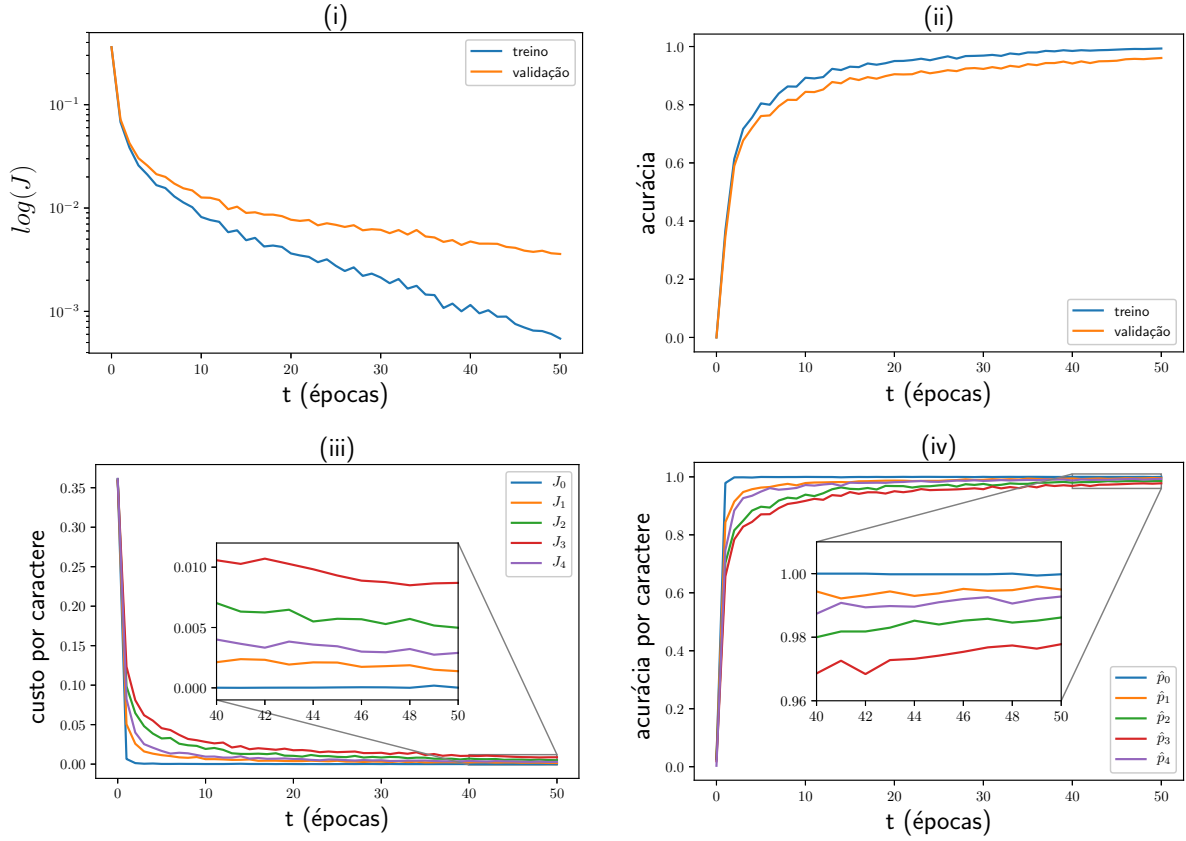 (i)
log(J)
10⁻¹
10⁻²
10⁻³
treino
validação
0 10 20 30 40 50
t (épocas)
(ii)
acurácia
1.0
0.8
0.6
0.4
0.2
0.0
treino
validação
0 10 20 30 40 50
t (épocas)
(iii)
custo por caractere
0.35
0.30
0.25
0.20
0.15
0.10
0.05
0.00
J₀
J₁
J₂
J₃
J₄
0.010
0.005
0.000
40 42 44 46 48 50
0 10 20 30 40 50
t (épocas)
(iv)
acurácia por caractere
1.0
0.8
0.6
0.4
0.2
0.0
1.00
0.98
0.96
40 42 44 46 48 50
p̂₀
p̂₁
p̂₂
p̂₃
p̂₄
0 10 20 30 40 50
t (épocas)